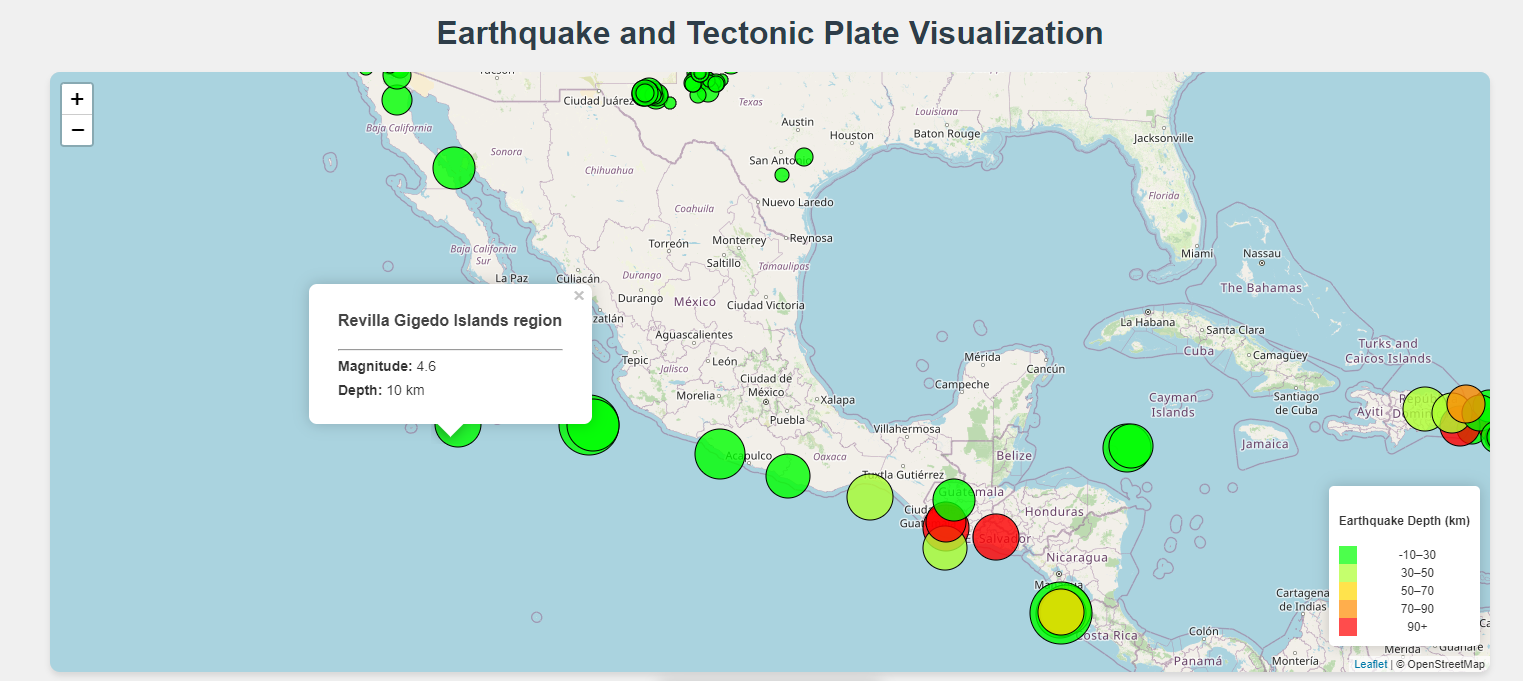 Earthquake and Tectonic Plate Visualization
+
−
Ciudad Juárez
Texas
Louisiana
Austin
Houston
Baton Rouge
Jacksonville
Baja California
Sonora
Chihuahua
San Antonio
Nuevo Laredo
Florida
Coahuila
Torreón
Monterrey
Reynosa
Saltillo
Tamaulipas
Miami
Nassau
Baja California
Sur
La Paz
Culiacán
Durango
Durango
México
Ciudad Victoria
The Bahamas
×
Revilla Gigedo Islands region
Magnitude: 4.6
Depth: 10 km
Aguascalientes
Tepic
León
Jalisco
Ciudad de
México
Morelia
Xalapa
Puebla
Mérida
Cancún
Campeche
La Habana
Santa Clara
Cuba
Camagüey
Turks and
Caicos Islands
Cayman
Islands
Santiago
de Cuba
Ayiti
Jamaica
Villahermosa
Acapulco
Oaxaca
Tuxtla Gutiérrez
Belize
Guatemala
Honduras
El Salvador
Nicaragua
Costa Rica
Cartagena
de Indias
Colón
Panamá
Montería
Mérida
Guanare
Earthquake Depth (km)
-10–30
30–50
50–70
70–90
90+
Leaflet | © OpenStreetMap